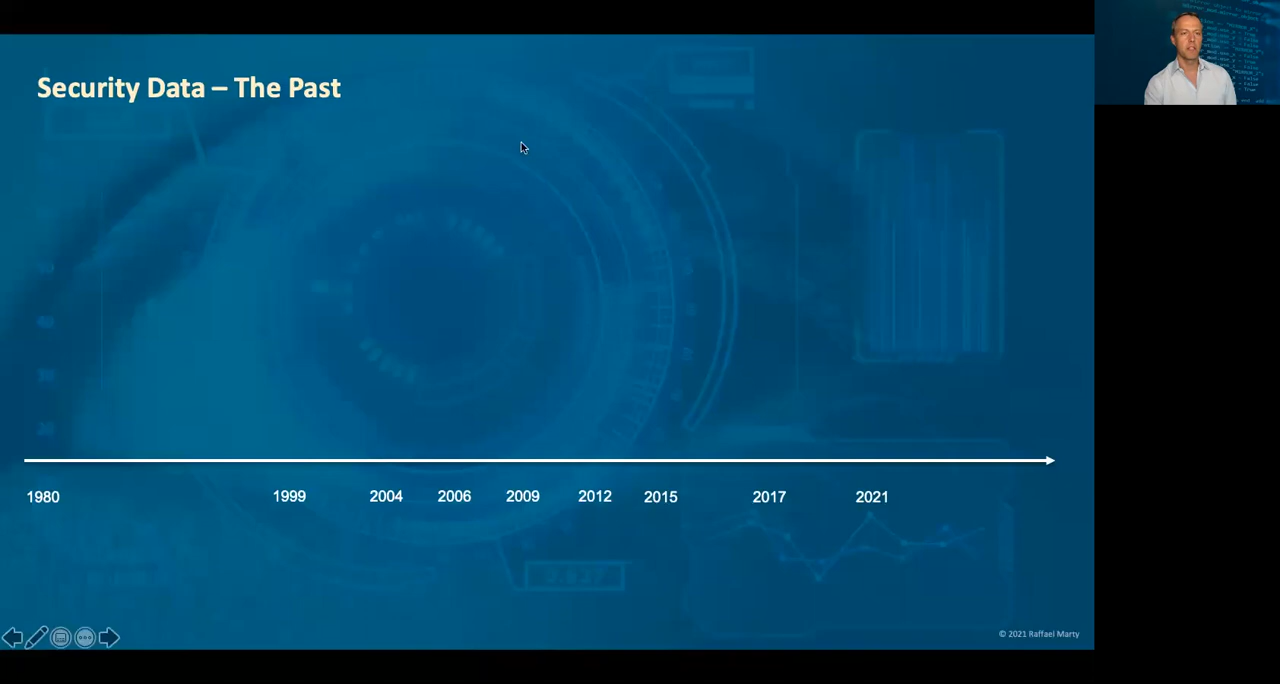 Security Data – The Past
1980 1999 2004 2006 2009 2012 2015 2017 2021
© 2021 Raffael Marty